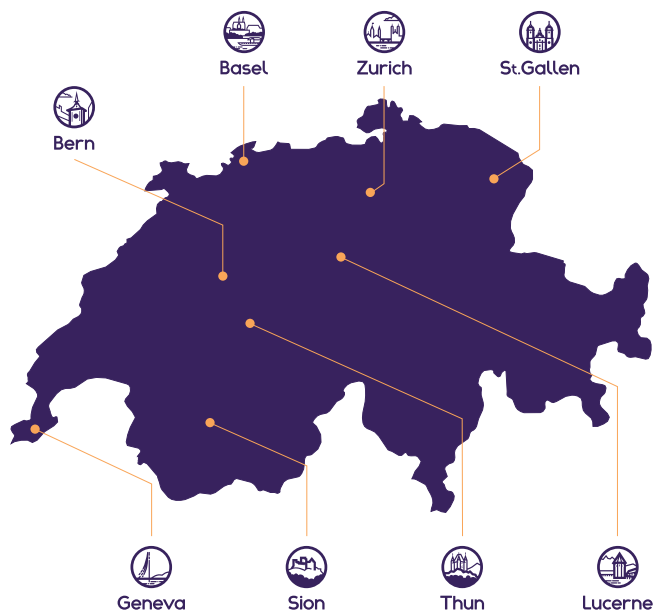 Basel
Zurich
St.Gallen
Bern
Geneva
Sion
Thun
Lucerne